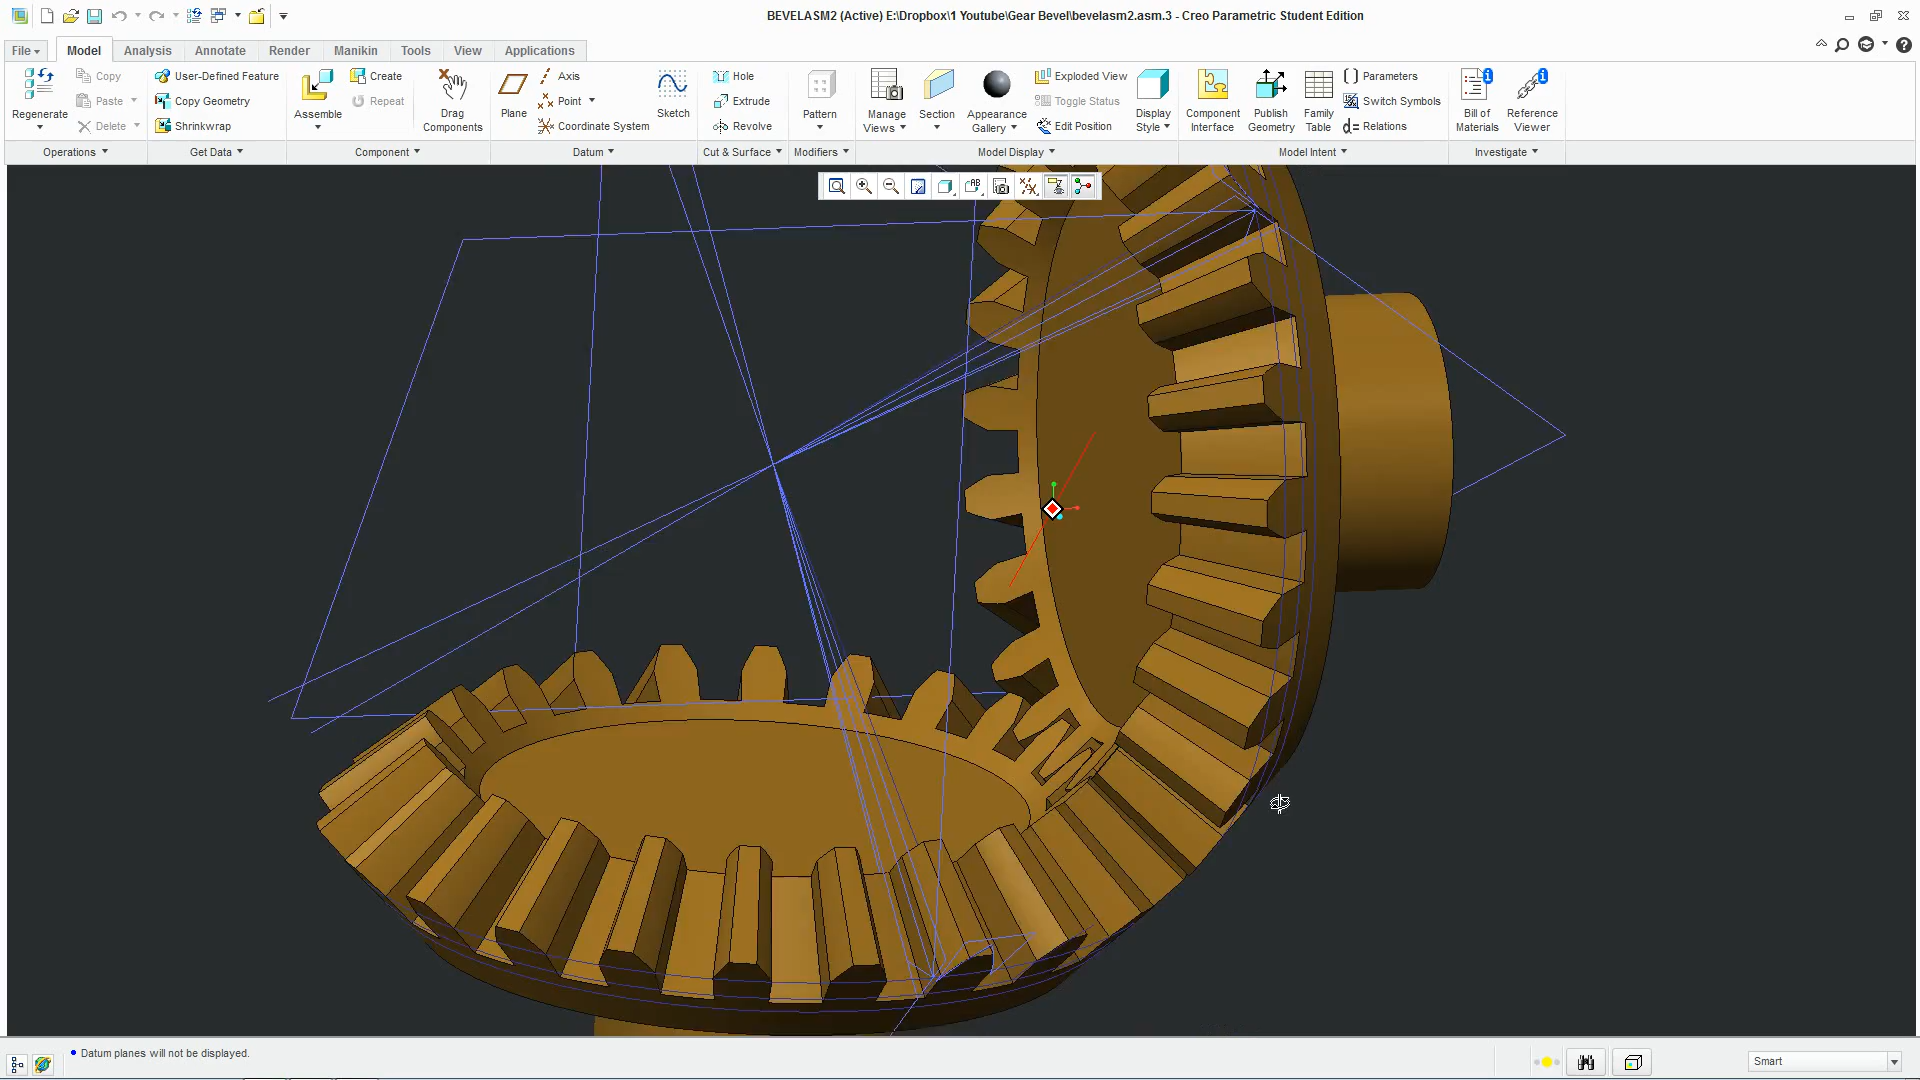 BEVELASM2 (Active) E:\Dropbox\1 Youtube\Gear Bevel\bevelasm2.asm.3 - Creo Parametric Student Edition
File Model Analysis Annotate Render Manikin Tools View Applications
Regenerate
Copy
Paste
Delete
Operations
User-Defined Feature
Copy Geometry
Shrinkwrap
Get Data
Assemble
Create
Repeat
Drag
Components
Component
Plane
Axis
Point
Coordinate System
Sketch
Datum
Hole
Extrude
Revolve
Cut & Surface
Pattern
Modifiers
Manage
Views
Section
Appearance
Gallery
Exploded View
Toggle Status
Edit Position
Display
Style
Model Display
Component
Interface
Publish
Geometry
Family
Table
Parameters
Switch Symbols
Relations
Model Intent
Bill of
Materials
Reference
Viewer
Investigate
Datum planes will not be displayed.
Smart